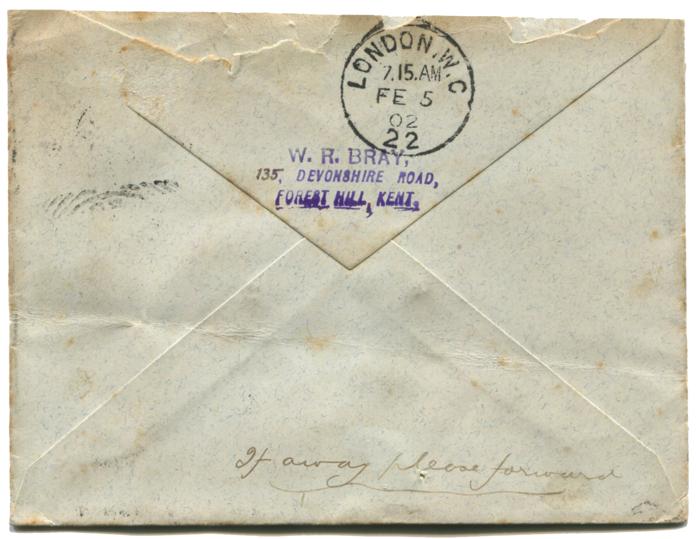 LONDON.W.C
7.15.AM
FE 5
02
22
W. R. BRAY,
135, DEVONSHIRE ROAD,
FOREST HILL, KENT.
If away please forward